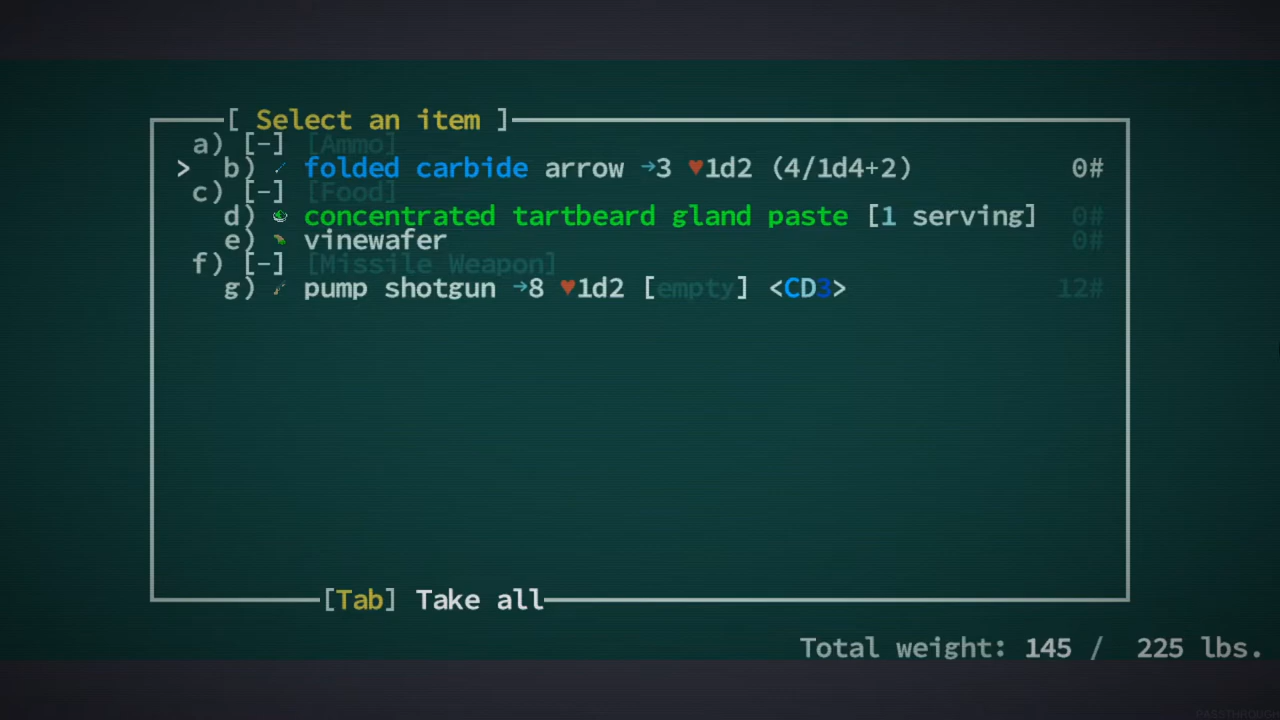 [ Select an item ]
a) [-] [Ammo]
> b) folded carbide arrow →3 ♥1d2 (4/1d4+2) 0#
c) [-] [Food]
d) concentrated tartbeard gland paste [1 serving] 0#
e) vinewafer 0#
f) [-] [Missile Weapon]
g) pump shotgun →8 ♥1d2 [empty] <CD3> 12#
[Tab] Take all
Total weight: 145 / 225 lbs.